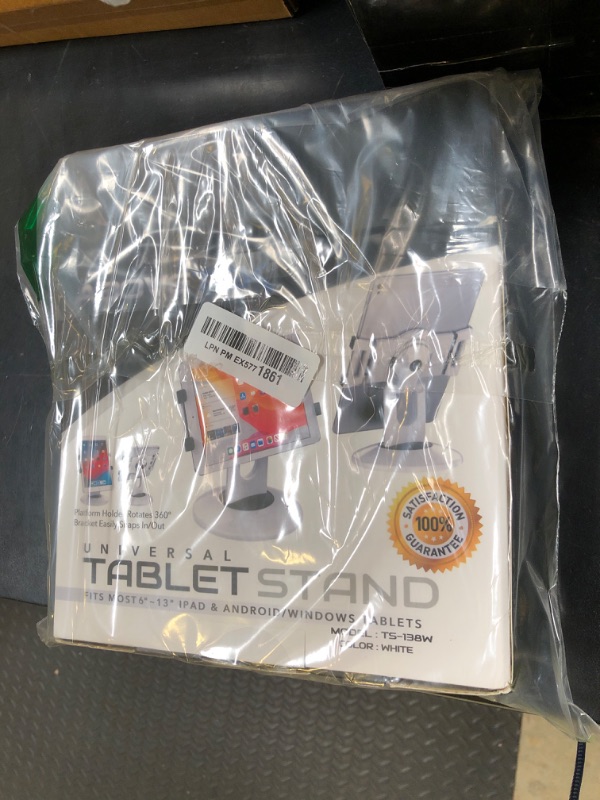 LPN PM EX5771861
Platform Holder Rotates 360°
Bracket Easily Snaps In/Out
SATISFACTION
100%
GUARANTEE
UNIVERSAL
TABLET STAND
FITS MOST 6"-13" IPAD & ANDROID/WINDOWS TABLETS
MODEL : TS-138W
COLOR : WHITE